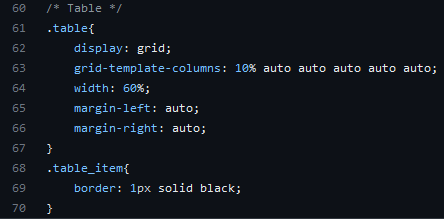 60 /* Table */
61 .table{
62 display: grid;
63 grid-template-columns: 10% auto auto auto auto auto;
64 width: 60%;
65 margin-left: auto;
66 margin-right: auto;
67 }
68 .table_item{
69 border: 1px solid black;
70 }